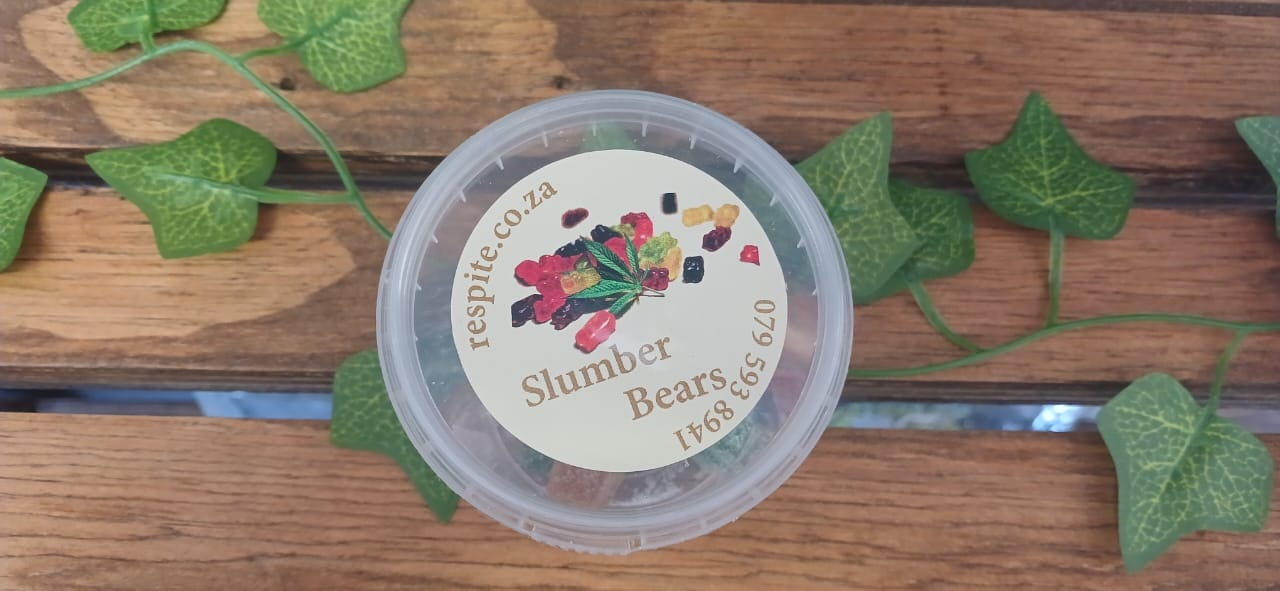 respite.co.za
Slumber
Bears
079 593 8941